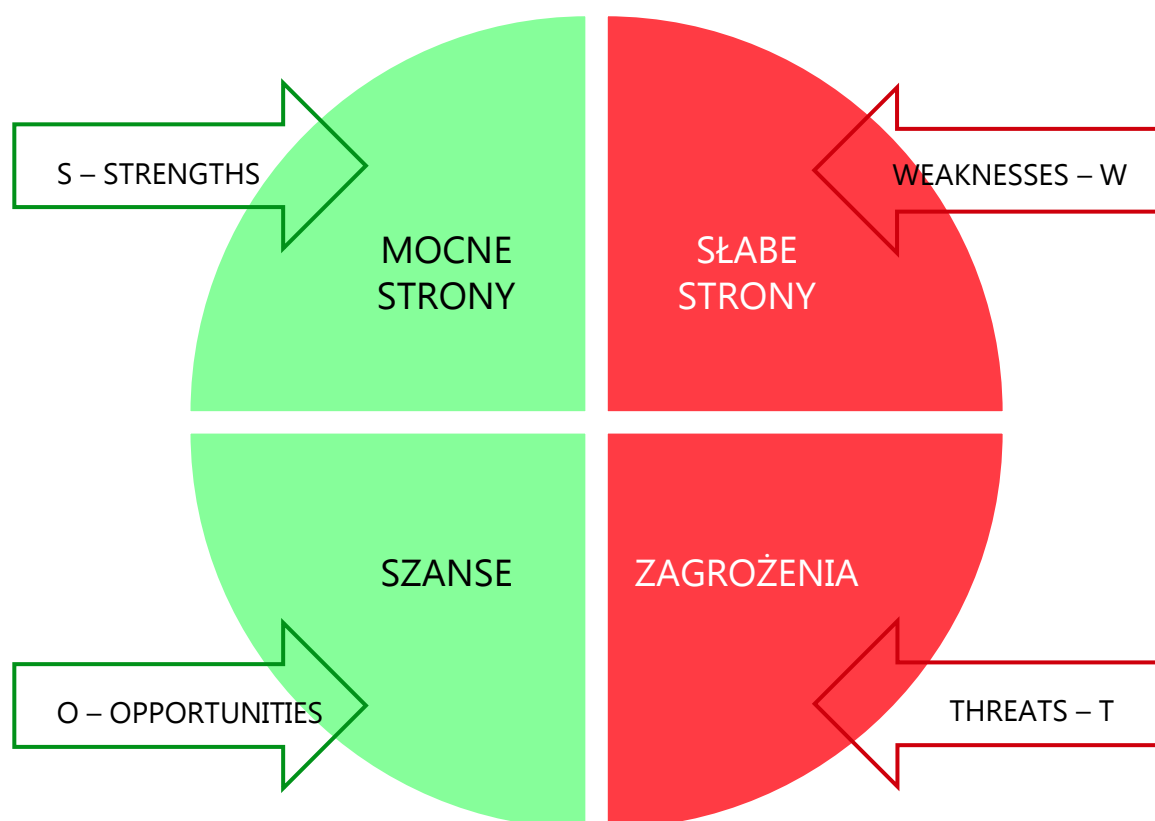 S – STRENGTHS
WEAKNESSES – W
MOCNE
STRONY
SŁABE
STRONY
SZANSE
ZAGROŻENIA
O – OPPORTUNITIES
THREATS – T